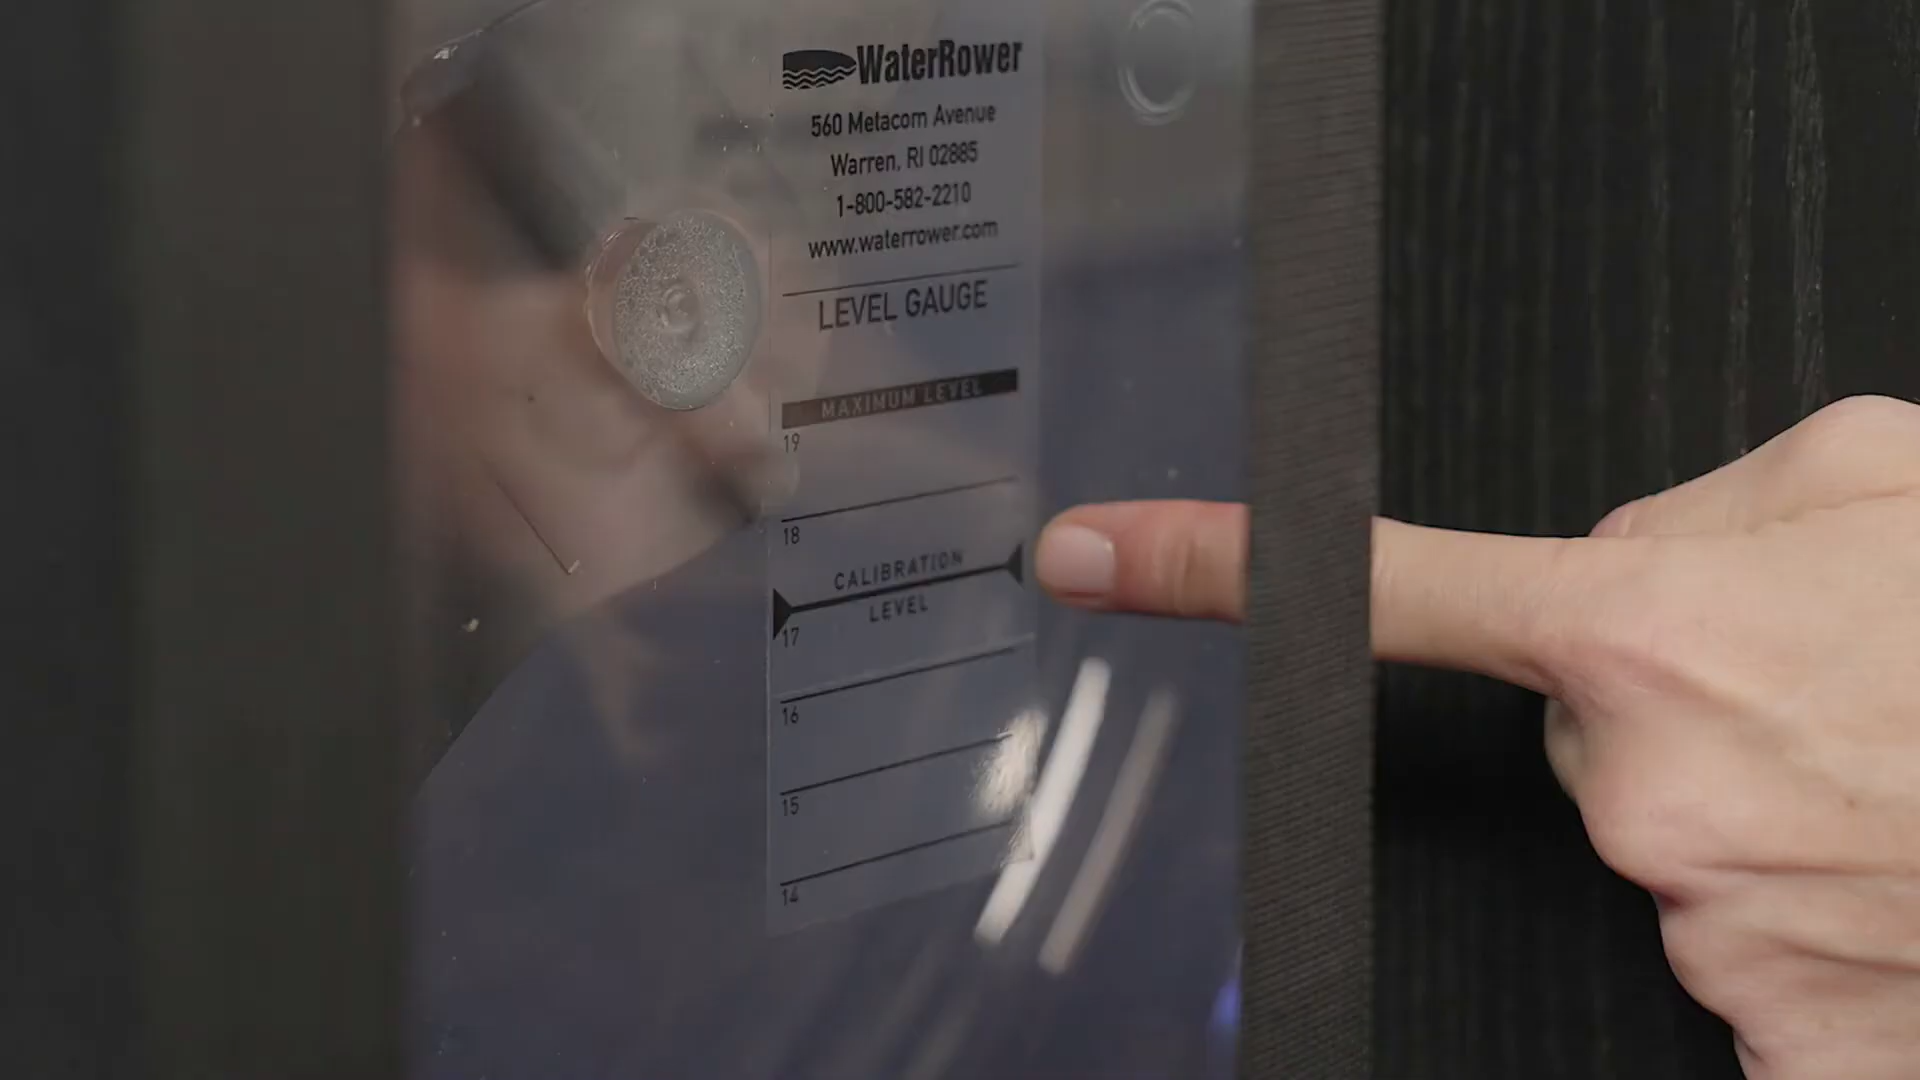 WaterRower
560 Metacom Avenue
Warren, RI 02885
1-800-582-2210
www.waterrower.com
LEVEL GAUGE
MAXIMUM LEVEL
19
18
CALIBRATION
LEVEL
17
16
15
14